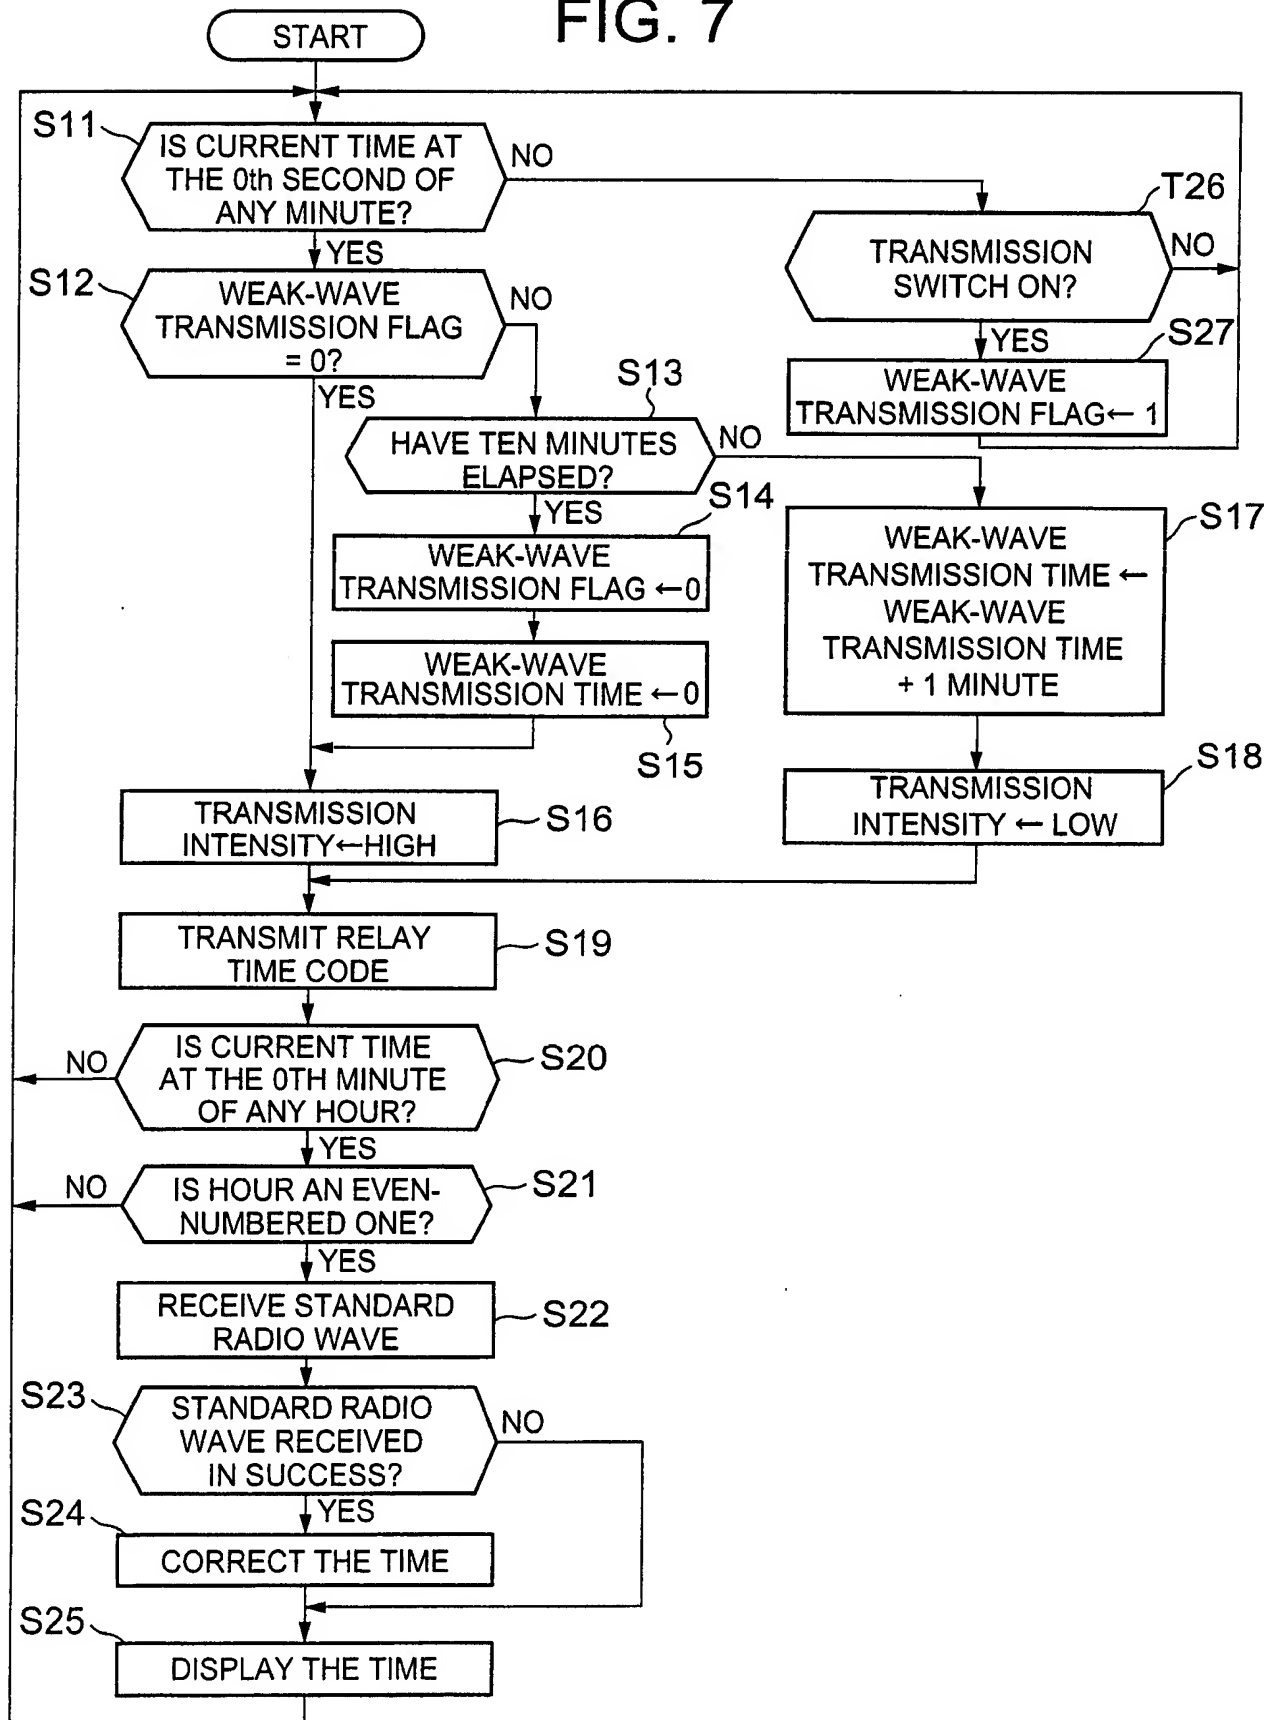 FIG. 7
START
S11
IS CURRENT TIME AT
THE 0th SECOND OF
ANY MINUTE?
NO
YES
T26
TRANSMISSION
SWITCH ON?
NO
YES
S27
WEAK-WAVE
TRANSMISSION FLAG← 1
S12
WEAK-WAVE
TRANSMISSION FLAG
= 0?
NO
YES
S13
HAVE TEN MINUTES
ELAPSED?
NO
YES
S14
WEAK-WAVE
TRANSMISSION FLAG ←0
WEAK-WAVE
TRANSMISSION TIME ←0
S15
S17
WEAK-WAVE
TRANSMISSION TIME ←
WEAK-WAVE
TRANSMISSION TIME
+ 1 MINUTE
S18
TRANSMISSION
INTENSITY ← LOW
TRANSMISSION
INTENSITY←HIGH
S16
TRANSMIT RELAY
TIME CODE
S19
IS CURRENT TIME
AT THE 0TH MINUTE
OF ANY HOUR?
S20
NO
YES
IS HOUR AN EVEN-
NUMBERED ONE?
S21
NO
YES
RECEIVE STANDARD
RADIO WAVE
S22
S23
STANDARD RADIO
WAVE RECEIVED
IN SUCCESS?
NO
YES
S24
CORRECT THE TIME
S25
DISPLAY THE TIME